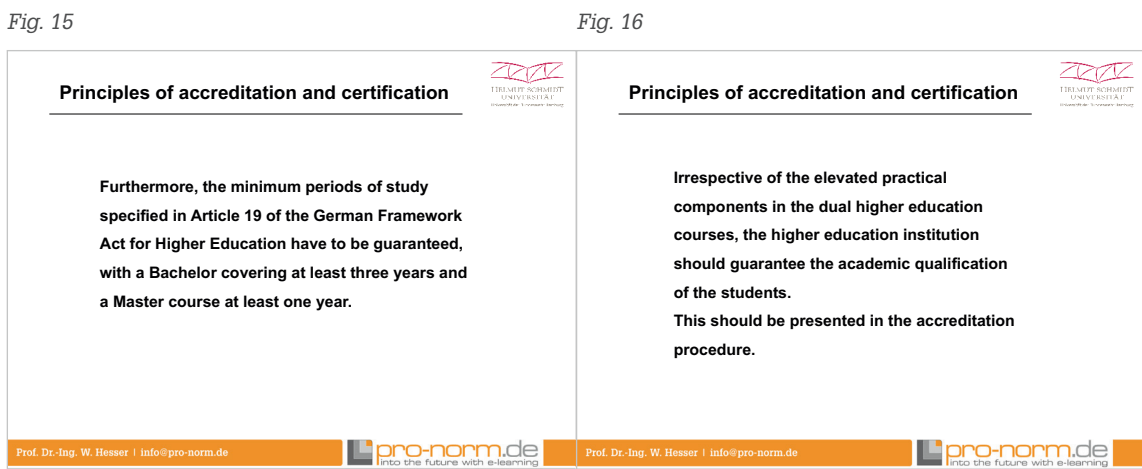 Fig. 15
Principles of accreditation and certification
HELMUT SCHMIDT
UNIVERSITÄT
Furthermore, the minimum periods of study
specified in Article 19 of the German Framework
Act for Higher Education have to be guaranteed,
with a Bachelor covering at least three years and
a Master course at least one year.
Prof. Dr.-Ing. W. Hesser | info@pro-norm.de
pro-norm.de
into the future with e-learning
Fig. 16
Principles of accreditation and certification
HELMUT SCHMIDT
UNIVERSITÄT
Irrespective of the elevated practical
components in the dual higher education
courses, the higher education institution
should guarantee the academic qualification
of the students.
This should be presented in the accreditation
procedure.
Prof. Dr.-Ing. W. Hesser | info@pro-norm.de
pro-norm.de
into the future with e-learning